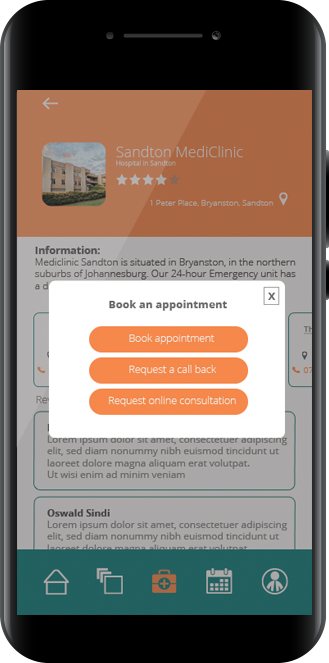 Sandton MediClinic
Hospital in Sandton
1 Peter Place, Bryanston, Sandton
Information:
Mediclinic Sandton is situated in Bryanston, in the northern
suburbs of Johannesburg. Our 24-hour Emergency unit has
a
X
Book an appointment
Book appointment
Request a call back
Request online consultation
Lorem ipsum dolor sit amet, consectetuer adipiscing
elit, sed diam nonummy nibh euismod tincidunt ut
laoreet dolore magna aliquam erat volutpat.
Ut wisi enim ad minim veniam
Oswald Sindi
Lorem ipsum dolor sit amet, consectetuer adipiscing
elit, sed diam nonummy nibh euismod tincidunt ut
laoreet dolore magna aliquam erat volutpat.